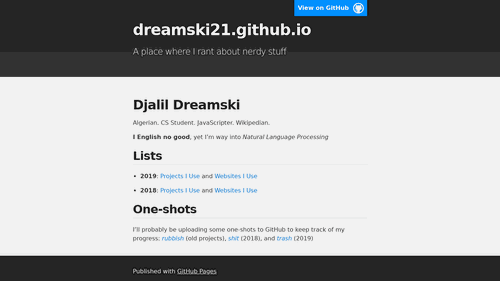 View on GitHub
dreamski21.github.io
A place where I rant about nerdy stuff
Djalil Dreamski
Algerian. CS Student. JavaScripter. Wikipedian.
I English no good, yet I'm way into Natural Language Processing
Lists
• 2019: Projects I Use and Websites I Use
• 2018: Projects I Use and Websites I Use
One-shots
I'll probably be uploading some one-shots to GitHub to keep track of my
progress: rubbish (old projects), shit (2018), and trash (2019)
Published with GitHub Pages